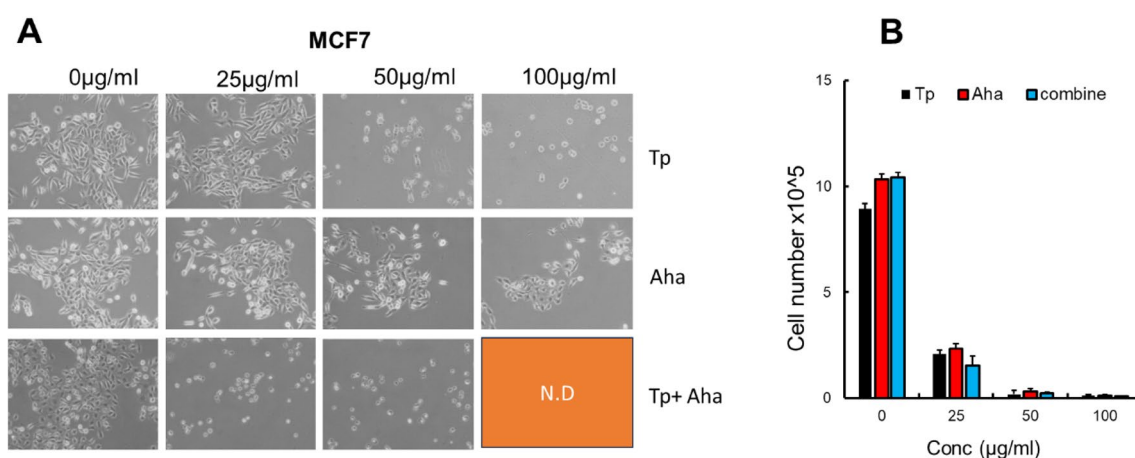 A
MCF7
0µg/ml 25µg/ml 50µg/ml 100µg/ml
Tp
Aha
N.D
Tp+ Aha
B
15
Tp Aha combine
10
5
0
0 25 50 100
Cell number x10^5
Conc (µg/ml)